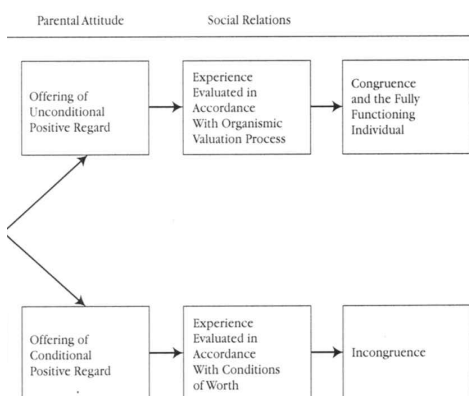 Parental Attitude
Social Relations
Offering of
Unconditional
Positive Regard
Experience
Evaluated in
Accordance
With Organismic
Valuation Process
Congruence
and the Fully
Functioning
Individual
Offering of
Conditional
Positive Regard
Experience
Evaluated in
Accordance
With Conditions
of Worth
Incongruence